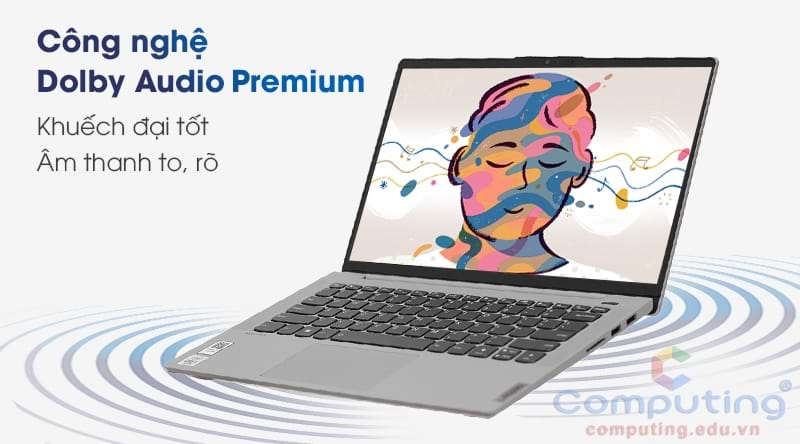 Công nghệ
Dolby Audio Premium
Khuếch đại tốt
Âm thanh to, rõ
Computing®
computing.edu.vn